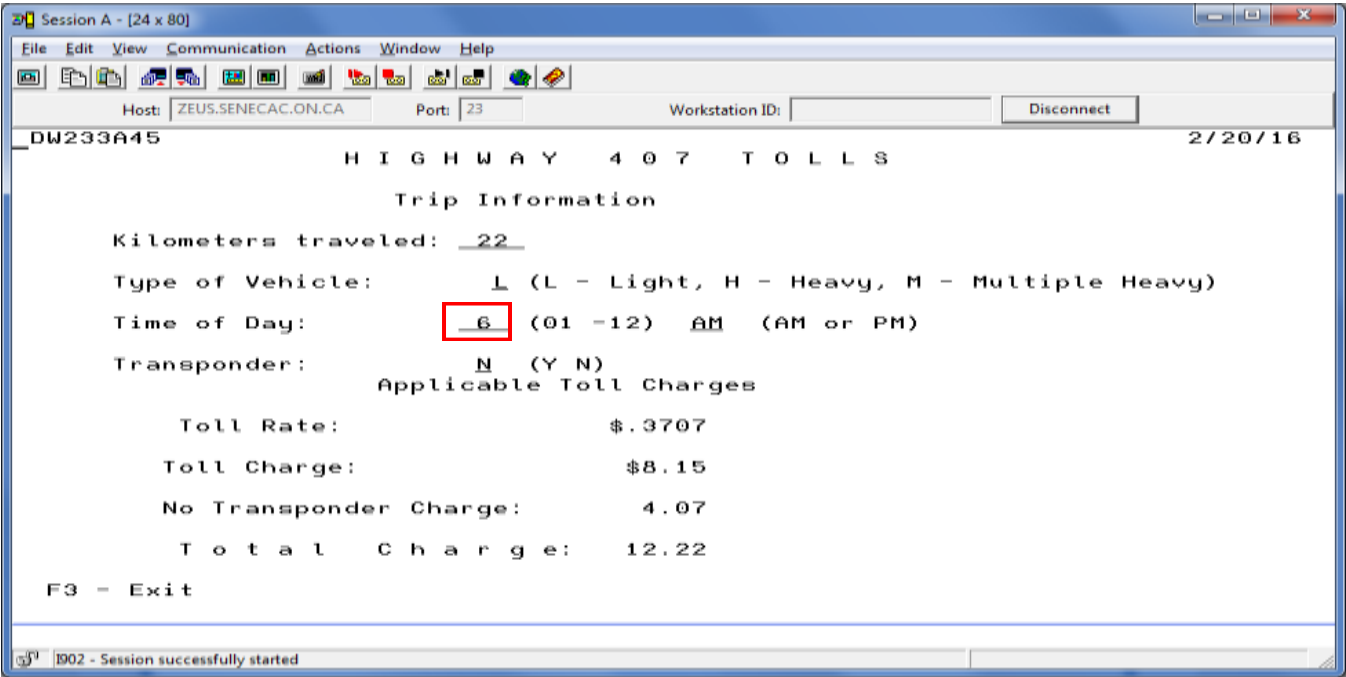 Session A - [24 x 80]
File Edit View Communication Actions Window Help
Host: ZEUS.SENECAC.ON.CA Port: 23 Workstation ID: Disconnect
DW233A45 2/20/16
H I G H W A Y 4 0 7 T O L L S
Trip Information
Kilometers traveled: 22
Type of Vehicle: L (L - Light, H - Heavy, M - Multiple Heavy)
Time of Day: 6 (01 -12) AM (AM or PM)
Transponder: N (Y N)
Applicable Toll Charges
Toll Rate: $.3707
Toll Charge: $8.15
No Transponder Charge: 4.07
T o t a l C h a r g e: 12.22
F3 - Exit
I902 - Session successfully started